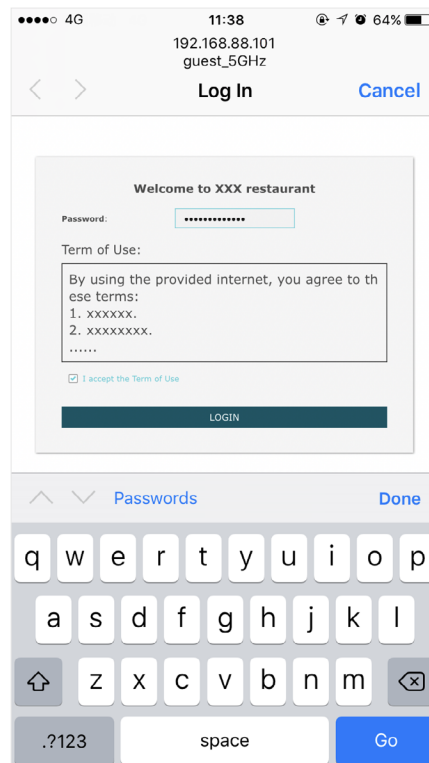 4G 11:38 64%
192.168.88.101
guest_5GHz
Log In Cancel
Welcome to XXX restaurant
Password: •••••••••••••
Term of Use:
By using the provided internet, you agree to th
ese terms:
1. xxxxxx.
2. xxxxxxxx.
......
I accept the Term of Use
LOGIN
Passwords Done
q w e r t y u i o p
a s d f g h j k l
z x c v b n m
.?123 space Go